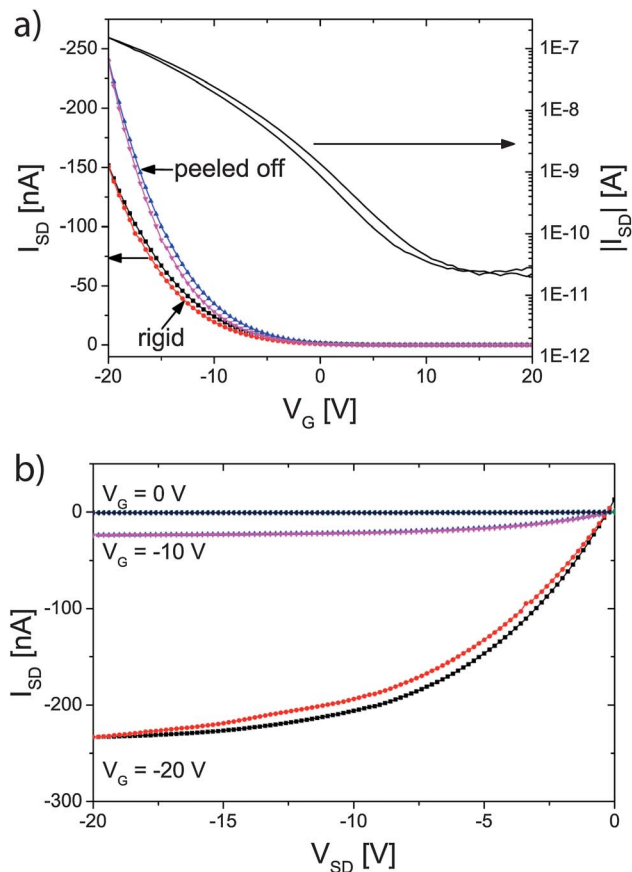 a)
-250
-200
-150
-100
-50
0
I_SD [nA]
peeled off
rigid
1E-7
1E-8
1E-9
1E-10
1E-11
1E-12
|I_SD| [A]
-20
-10
0
10
20
V_G [V]
b)
V_G = 0 V
V_G = -10 V
V_G = -20 V
0
-100
-200
-300
I_SD [nA]
-20
-15
-10
-5
0
V_SD [V]